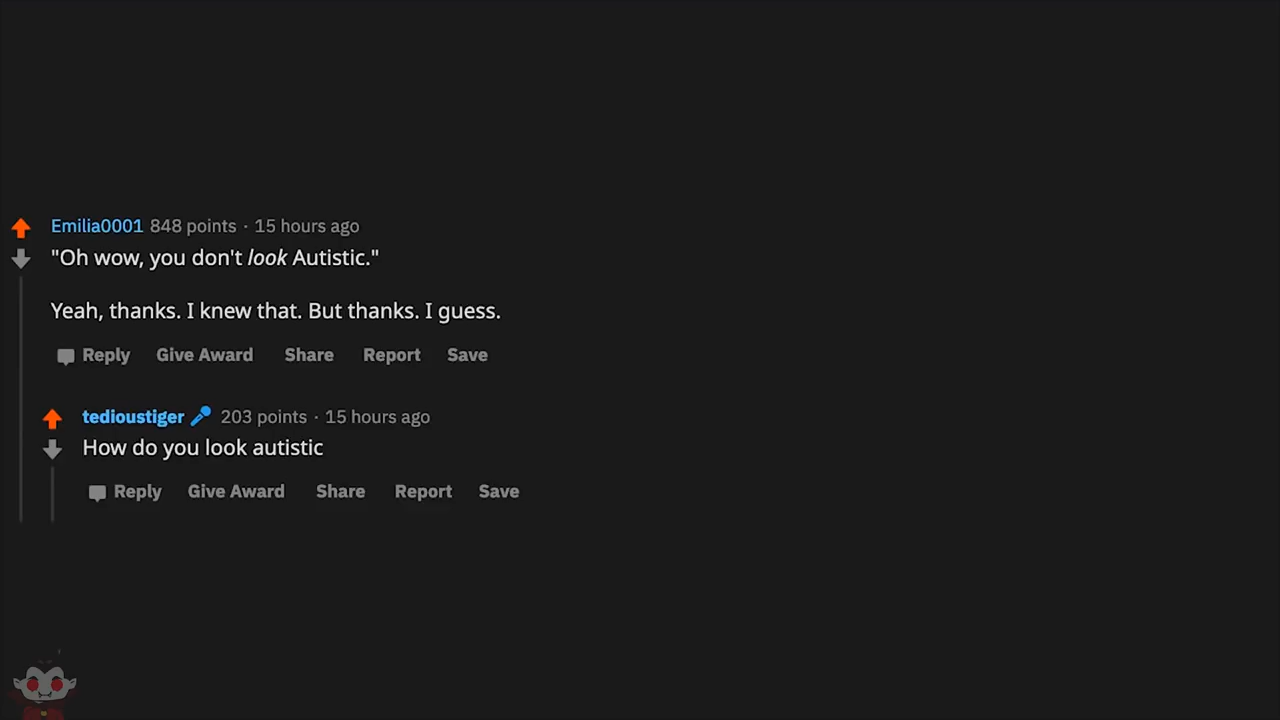 Emilia0001 848 points · 15 hours ago
"Oh wow, you don't look Autistic."
Yeah, thanks. I knew that. But thanks. I guess.
Reply Give Award Share Report Save
tedioustiger 203 points · 15 hours ago
How do you look autistic
Reply Give Award Share Report Save